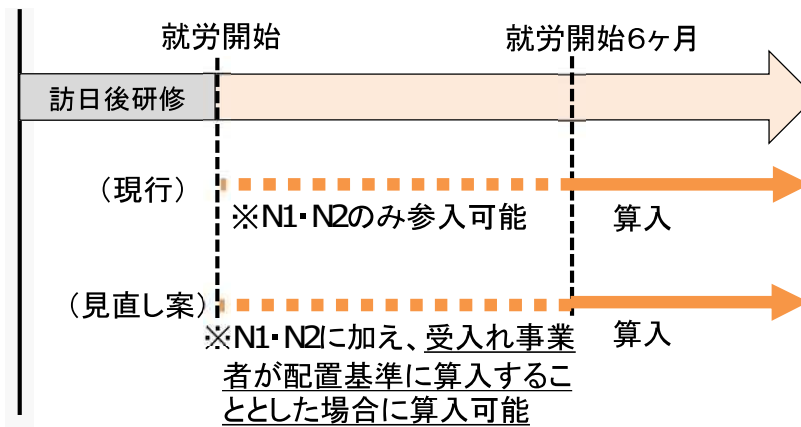 就労開始 就労開始6ヶ月
訪日後研修
（現行）
※N1・N2のみ参入可能 算入
（見直し案）
※N1・N2に加え、受入れ事業 算入
者が配置基準に算入するこ
ととした場合に算入可能